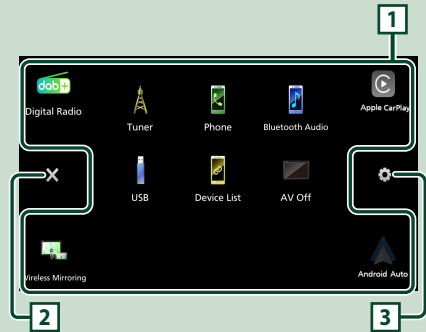 1
dab+
Digital Radio
Tuner
Phone
Bluetooth Audio
Apple CarPlay
USB
Device List
AV Off
Wireless Mirroring
Android Auto
2
3